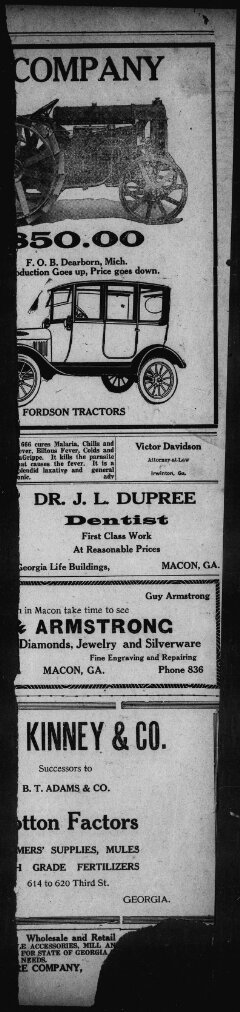 COMPANY
350.00
F. O. B. Dearborn, Mich.
oduction Goes up, Price goes down.
FORDSON TRACTORS
666 cures Malaria, Chills and
ever, Bilious Fever, Colds and
aGrippe. It kills the parasite
hat causes the fever. It is a
plendid laxative and general
onic. adv
Victor Davidson
Attorney-at-Law
Irwinton, Ga.
DR. J. L. DUPREE
Dentist
First Class Work
At Reasonable Prices
Georgia Life Buildings, MACON, GA.
Guy Armstrong
n in Macon take time to see
& ARMSTRONG
Diamonds, Jewelry and Silverware
Fine Engraving and Repairing
MACON, GA. Phone 836
KINNEY & CO.
Successors to
B. T. ADAMS & CO.
otton Factors
MERS' SUPPLIES, MULES
H GRADE FERTILIZERS
614 to 620 Third St.
GEORGIA.
Wholesale and Retail
LE ACCESSORIES, MILL AN
FOR STATE OF GEORGIA
NEEDS.
RE COMPANY,